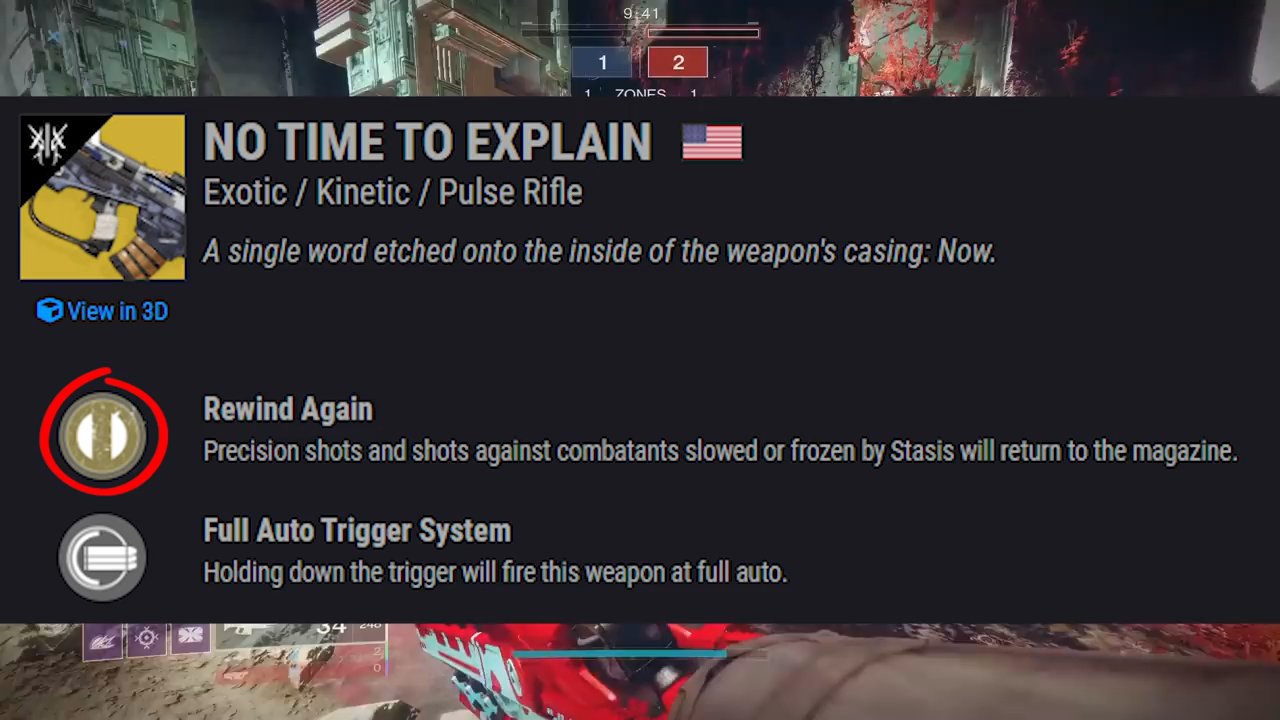 9:41
1 2
1 ZONES 1
NO TIME TO EXPLAIN
Exotic / Kinetic / Pulse Rifle
A single word etched onto the inside of the weapon's casing: Now.
View in 3D
Rewind Again
Precision shots and shots against combatants slowed or frozen by Stasis will return to the magazine.
Full Auto Trigger System
Holding down the trigger will fire this weapon at full auto.
34 248
2
0